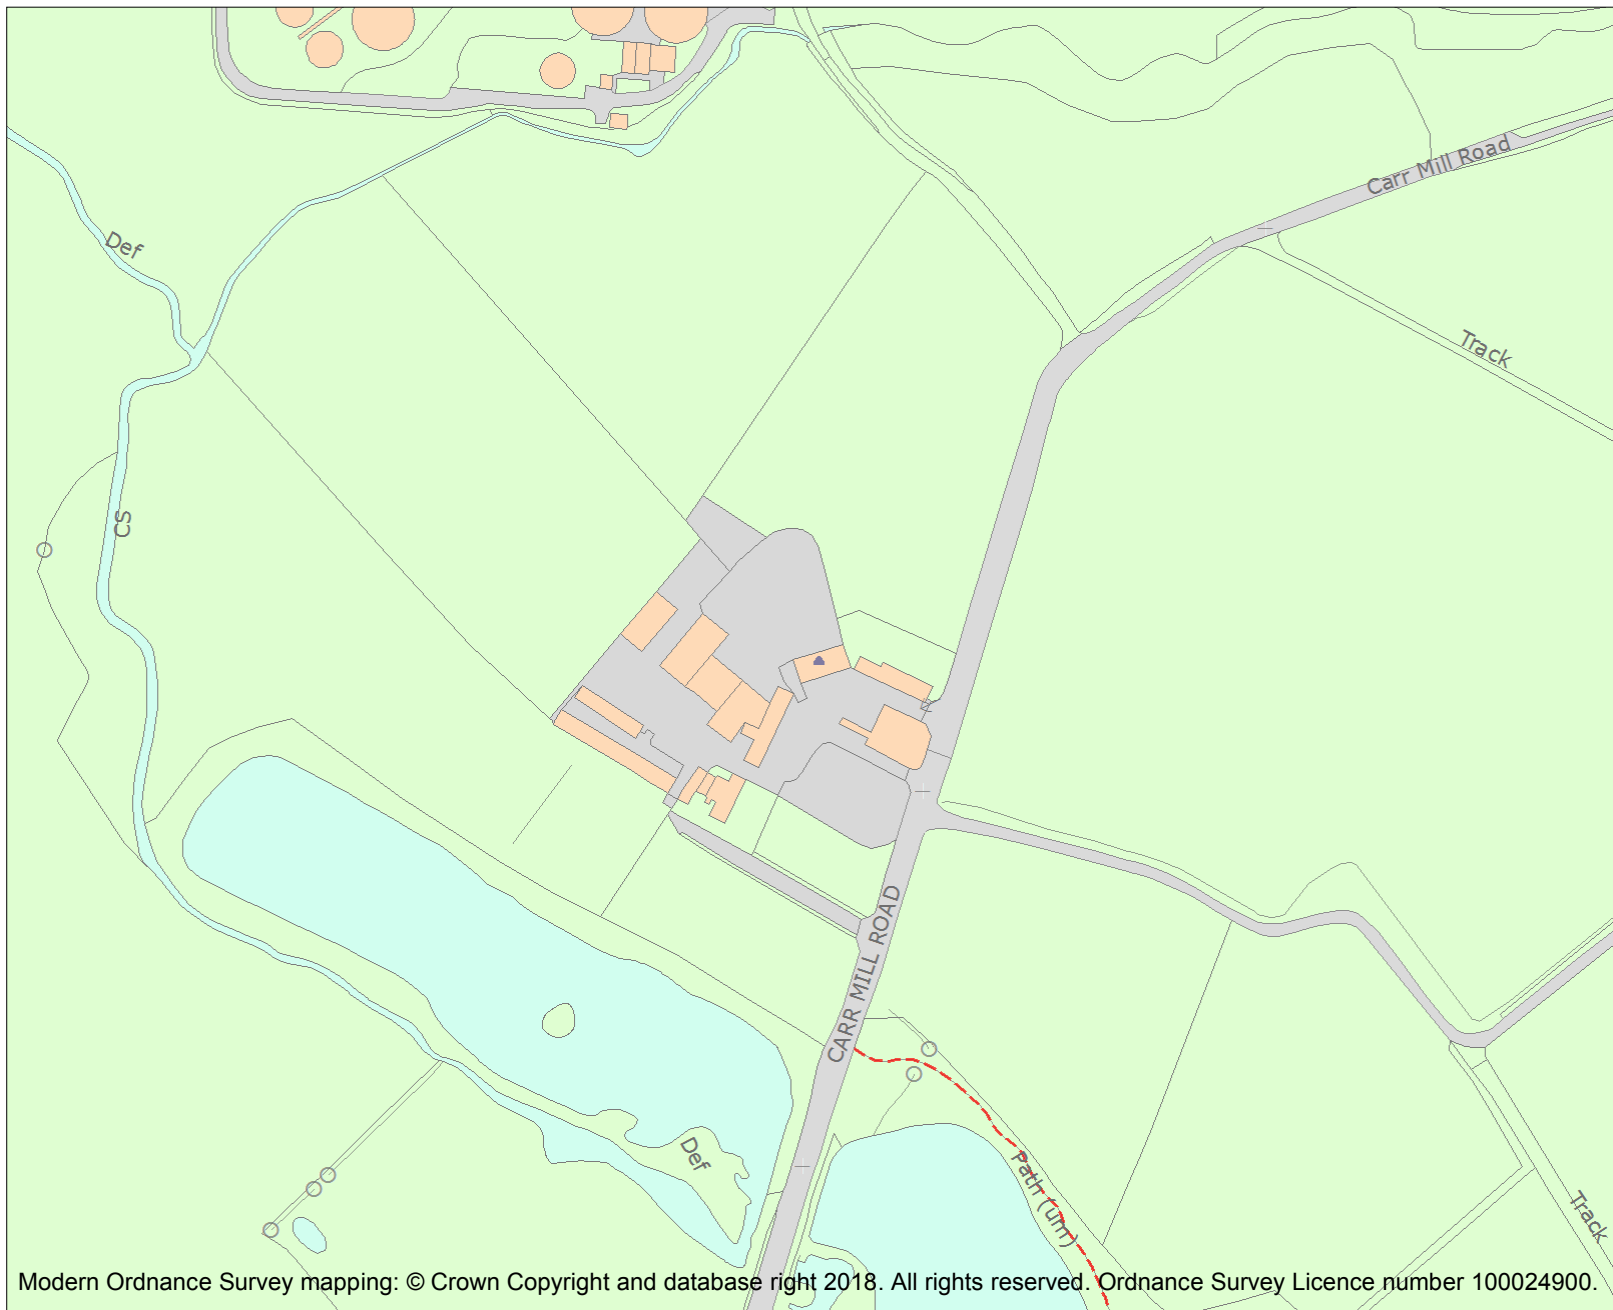 Carr Mill Road
Def
Track
CS
CARR MILL ROAD
Def
Path (um)
Track
Modern Ordnance Survey mapping: © Crown Copyright and database right 2018. All rights reserved. Ordnance Survey Licence number 100024900.